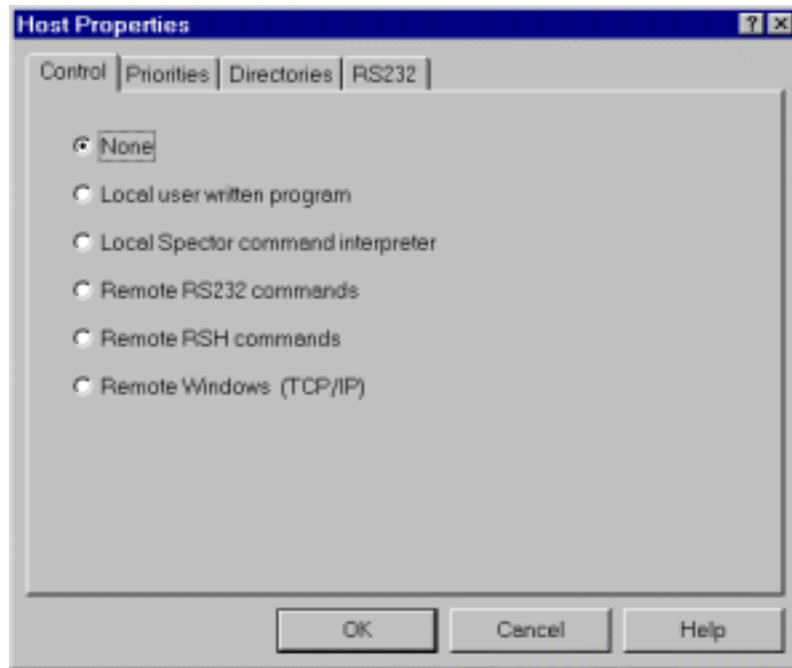 Host Properties
Control Priorities Directories RS232
None
Local user written program
Local Spector command interpreter
Remote RS232 commands
Remote RSH commands
Remote Windows (TCP/IP)
OK Cancel Help